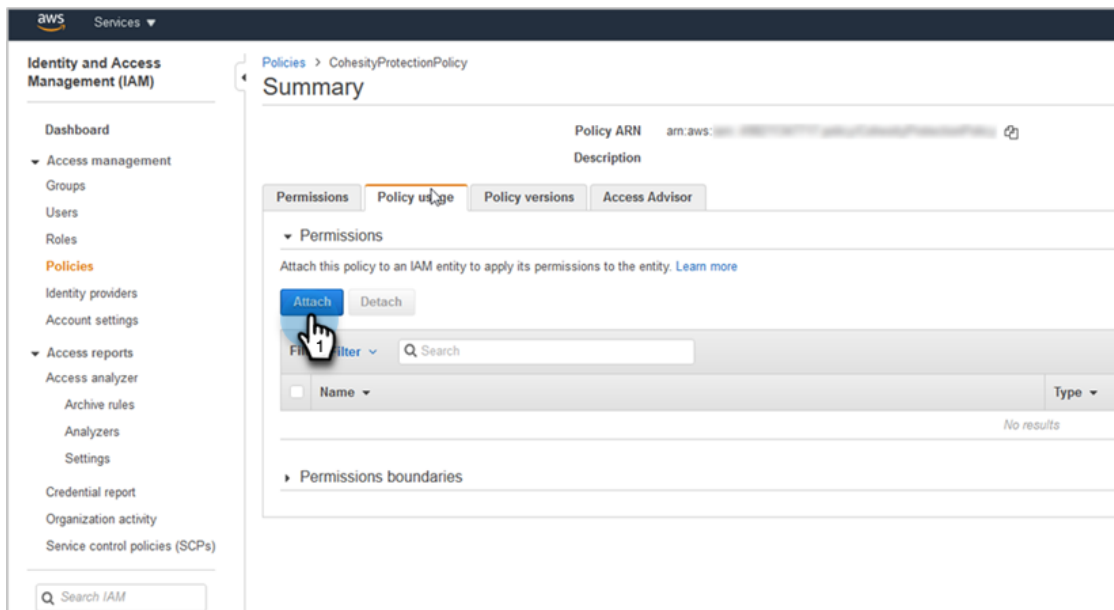 aws Services
Identity and Access
Management (IAM)
Dashboard
Access management
Groups
Users
Roles
Policies
Identity providers
Account settings
Access reports
Access analyzer
Archive rules
Analyzers
Settings
Credential report
Organization activity
Service control policies (SCPs)
Search IAM
Policies > CohesityProtectionPolicy
Summary
Policy ARN arn:aws:
Description
Permissions Policy usage Policy versions Access Advisor
Permissions
Attach this policy to an IAM entity to apply its permissions to the entity. Learn more
Attach Detach
1
Filter Search
Name Type
No results
Permissions boundaries